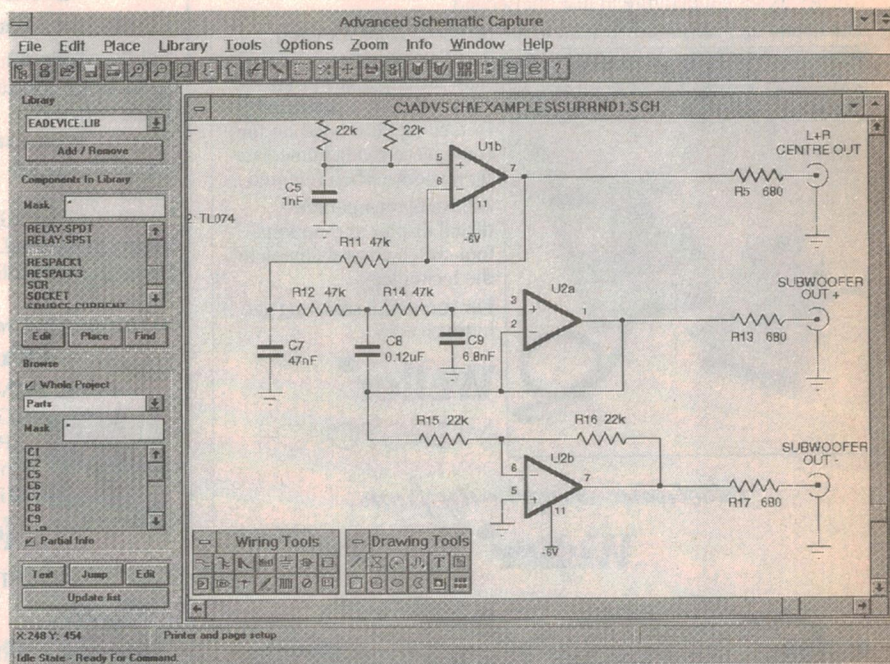 Advanced Schematic Capture
File Edit Place Library Tools Options Zoom Info Window Help
Library
EADEVICE.LIB
Add / Remove
Components In Library
Mask *
RELAY-SPDT
RELAY-SPST
RESPACK1
RESPACK3
SCR
SOCKET
SOURCE CURRENT
Edit Place Find
Browse
Whole Project
Parts
Mask *
C1
C2
C5
C6
C7
C8
C9
Partial Info
Text Jump Edit
Update list
C:\ADVSCH\EXAMPLES\SURRND1.SCH
22k 22k
U1b
5
6
7
11
-6V
C5
1nF
2 TL074
L+R
CENTRE OUT
R5 680
R11 47k
R12 47k R14 47k
U2a
3
2
1
C7
47nF
C8
0.12uF
C9
6.8nF
SUBWOOFER
OUT +
R13 680
R15 22k R16 22k
U2b
6
5
7
11
-6V
SUBWOOFER
OUT -
R17 680
Wiring Tools
Drawing Tools
X:248 Y: 454 Printer and page setup
Idle State - Ready For Command.